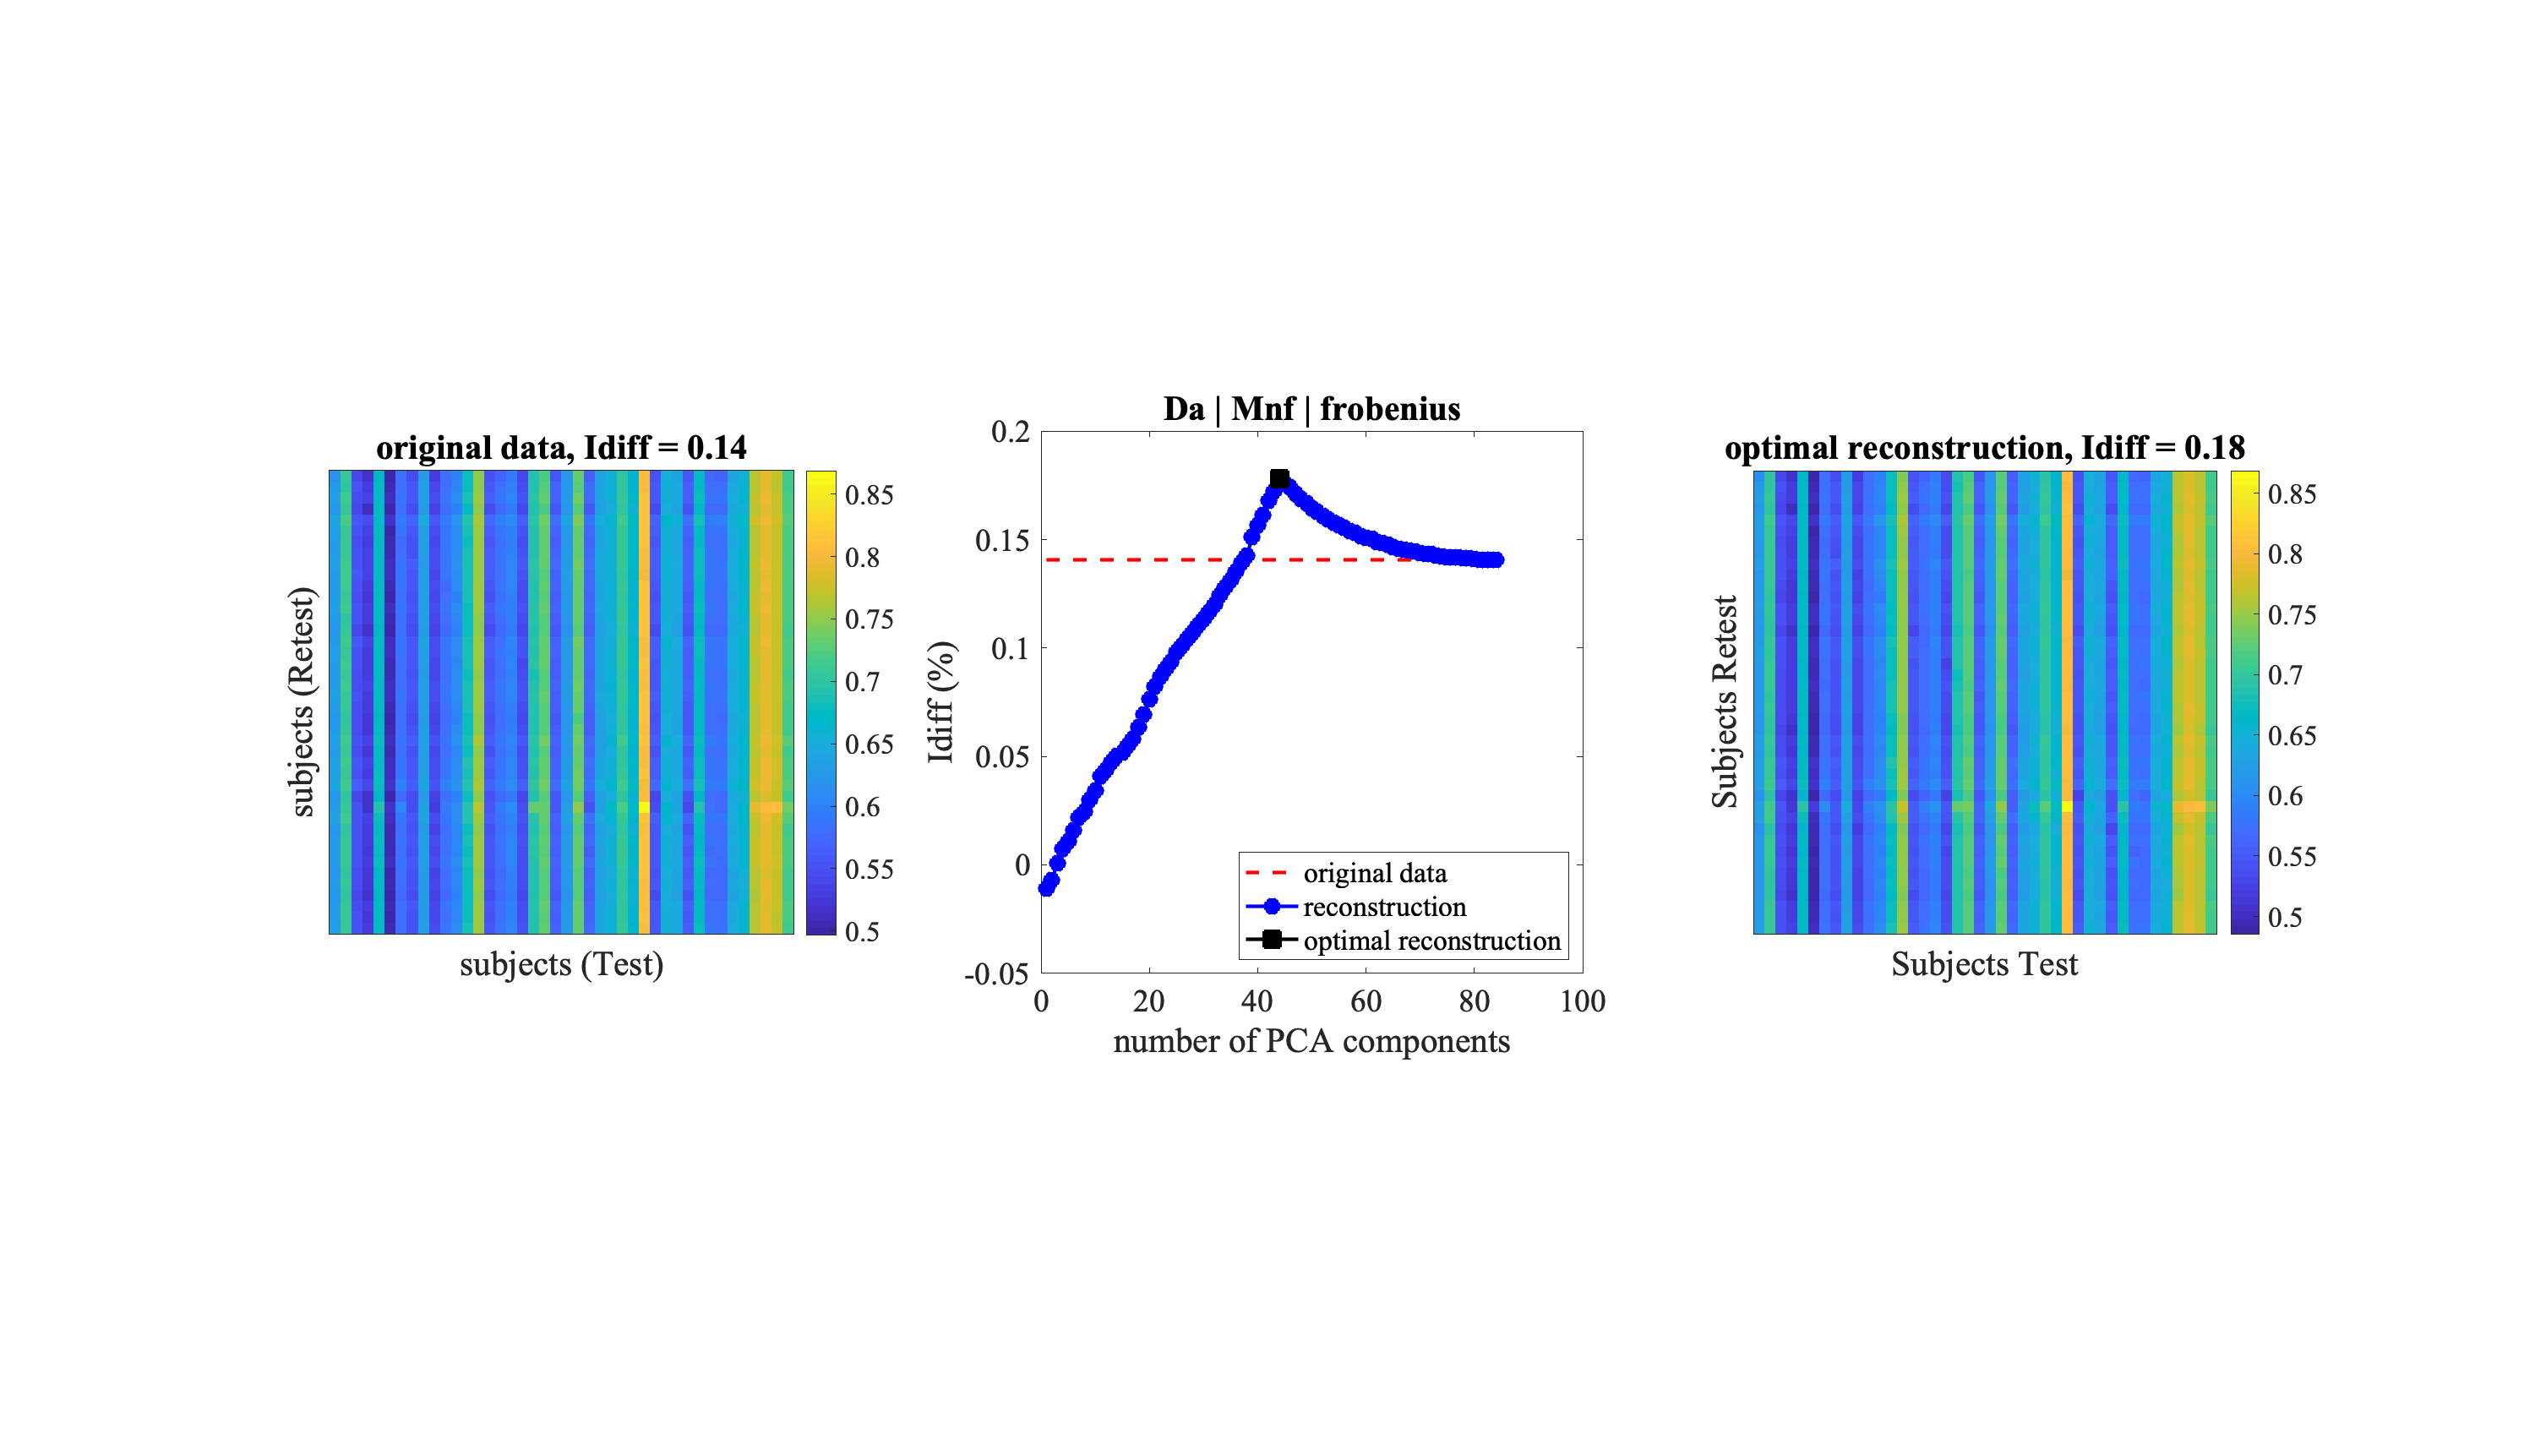 original data, Idiff = 0.14
subjects (Retest)
subjects (Test)
0.85
0.8
0.75
0.7
0.65
0.6
0.55
0.5
Da | Mnf | frobenius
Idiff (%)
0.2
0.15
0.1
0.05
0
-0.05
0 20 40 60 80 100
number of PCA components
original data
reconstruction
optimal reconstruction
optimal reconstruction, Idiff = 0.18
Subjects Retest
Subjects Test
0.85
0.8
0.75
0.7
0.65
0.6
0.55
0.5